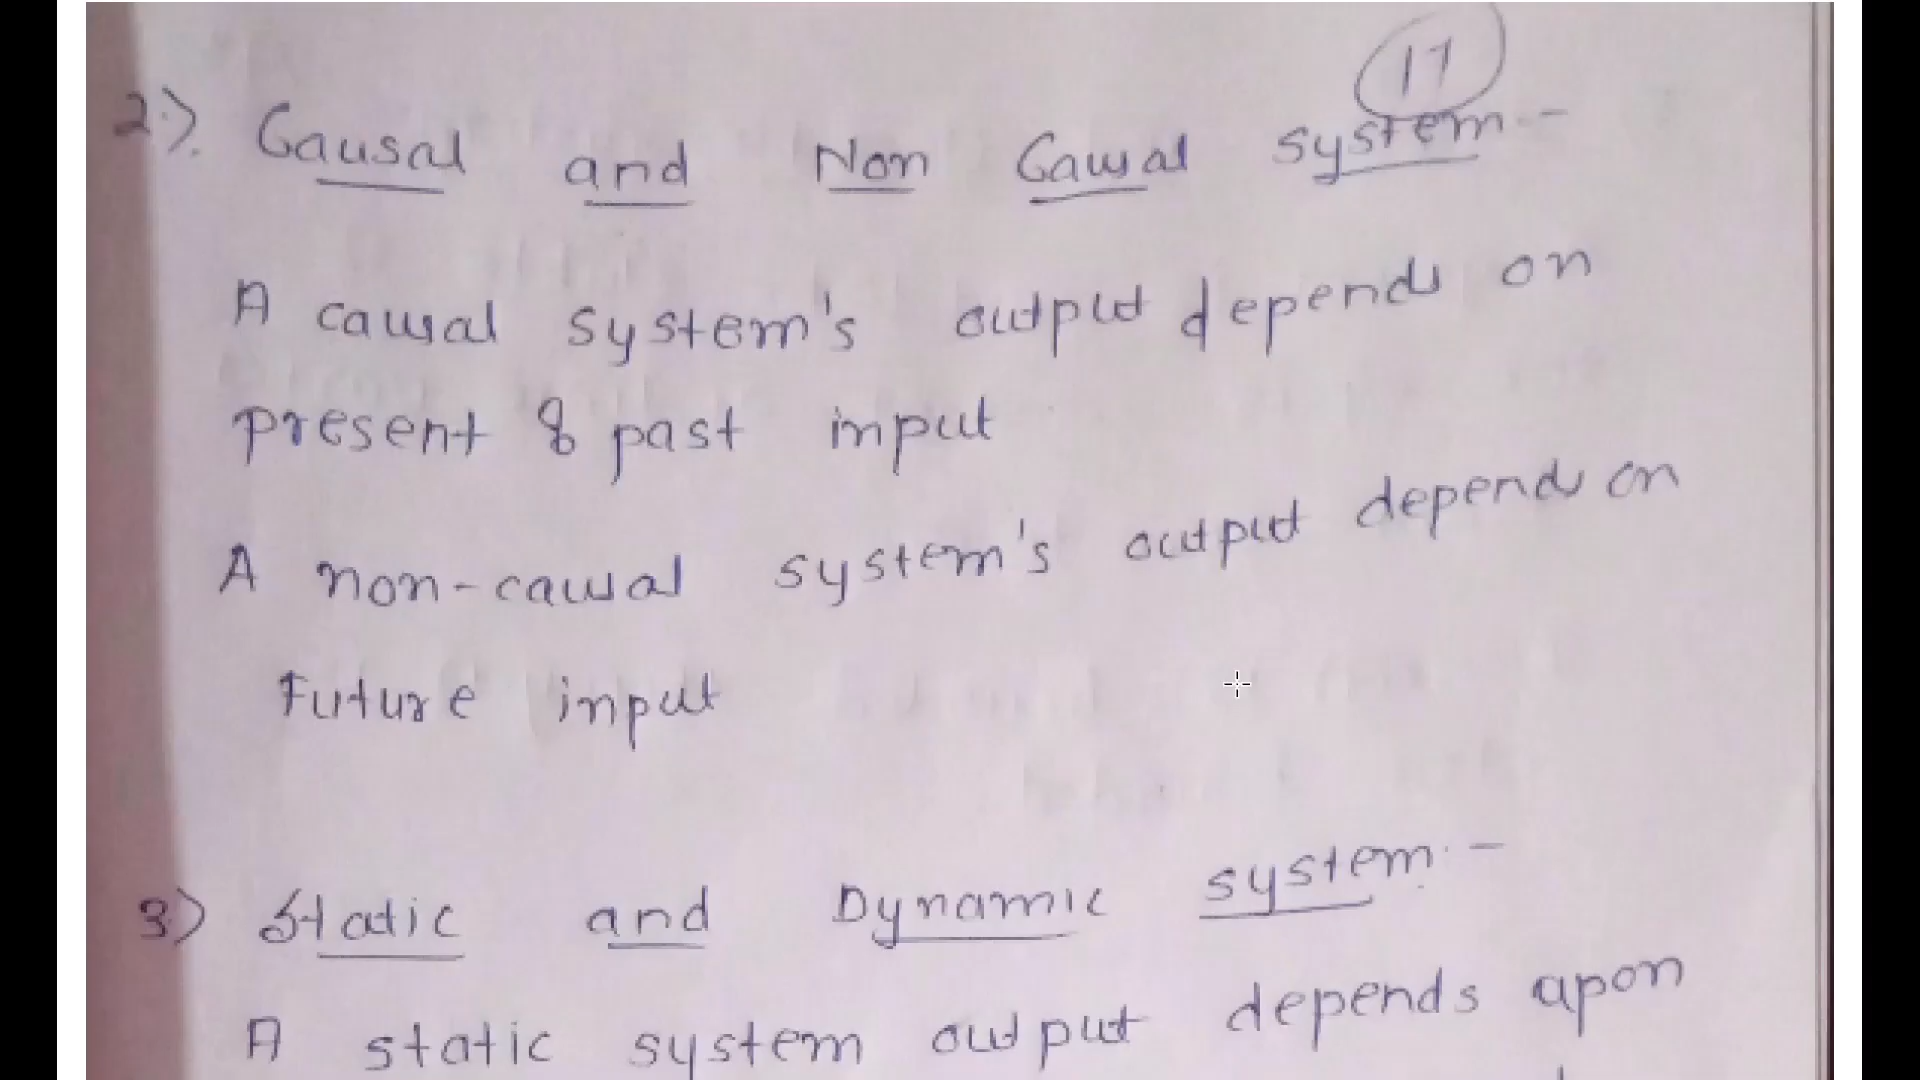 17
2). Causal and Non Causal system -
A causal system's output depends on
present & past input
A non-causal system's output depends on
Future input
3) Static and Dynamic system -
A static system output depends apon